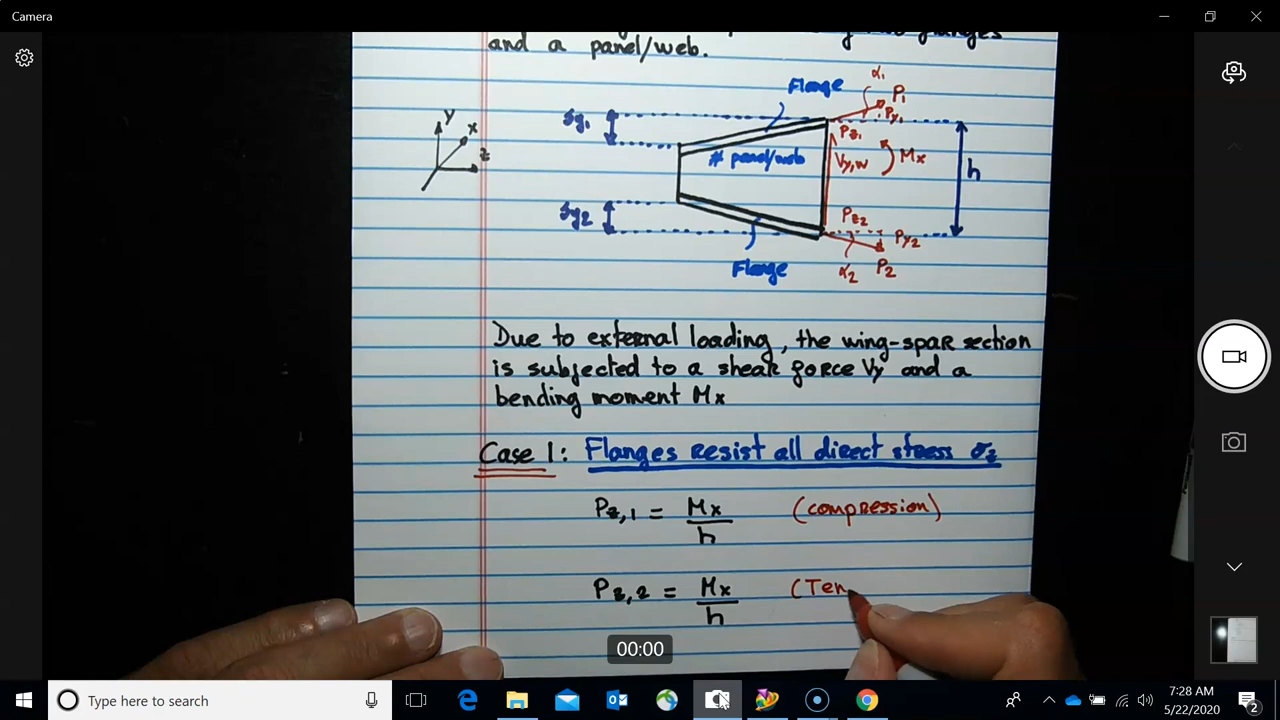 Camera
and a panel/web.
Flange
α1
P1
Py1
δy1
y
x
z
# panel/web
Pz1
Vy,w
Mx
h
δy2
Pz2
Py2
Flange
α2
P2
Due to external loading, the wing-spar section
is subjected to a shear force Vy and a
bending moment Mx
Case 1: Flanges resist all direct stress σz
Pz,1 = Mx/h (compression)
Pz,2 = Mx/h (Ten
00:00
Type here to search
7:28 AM
5/22/2020
2